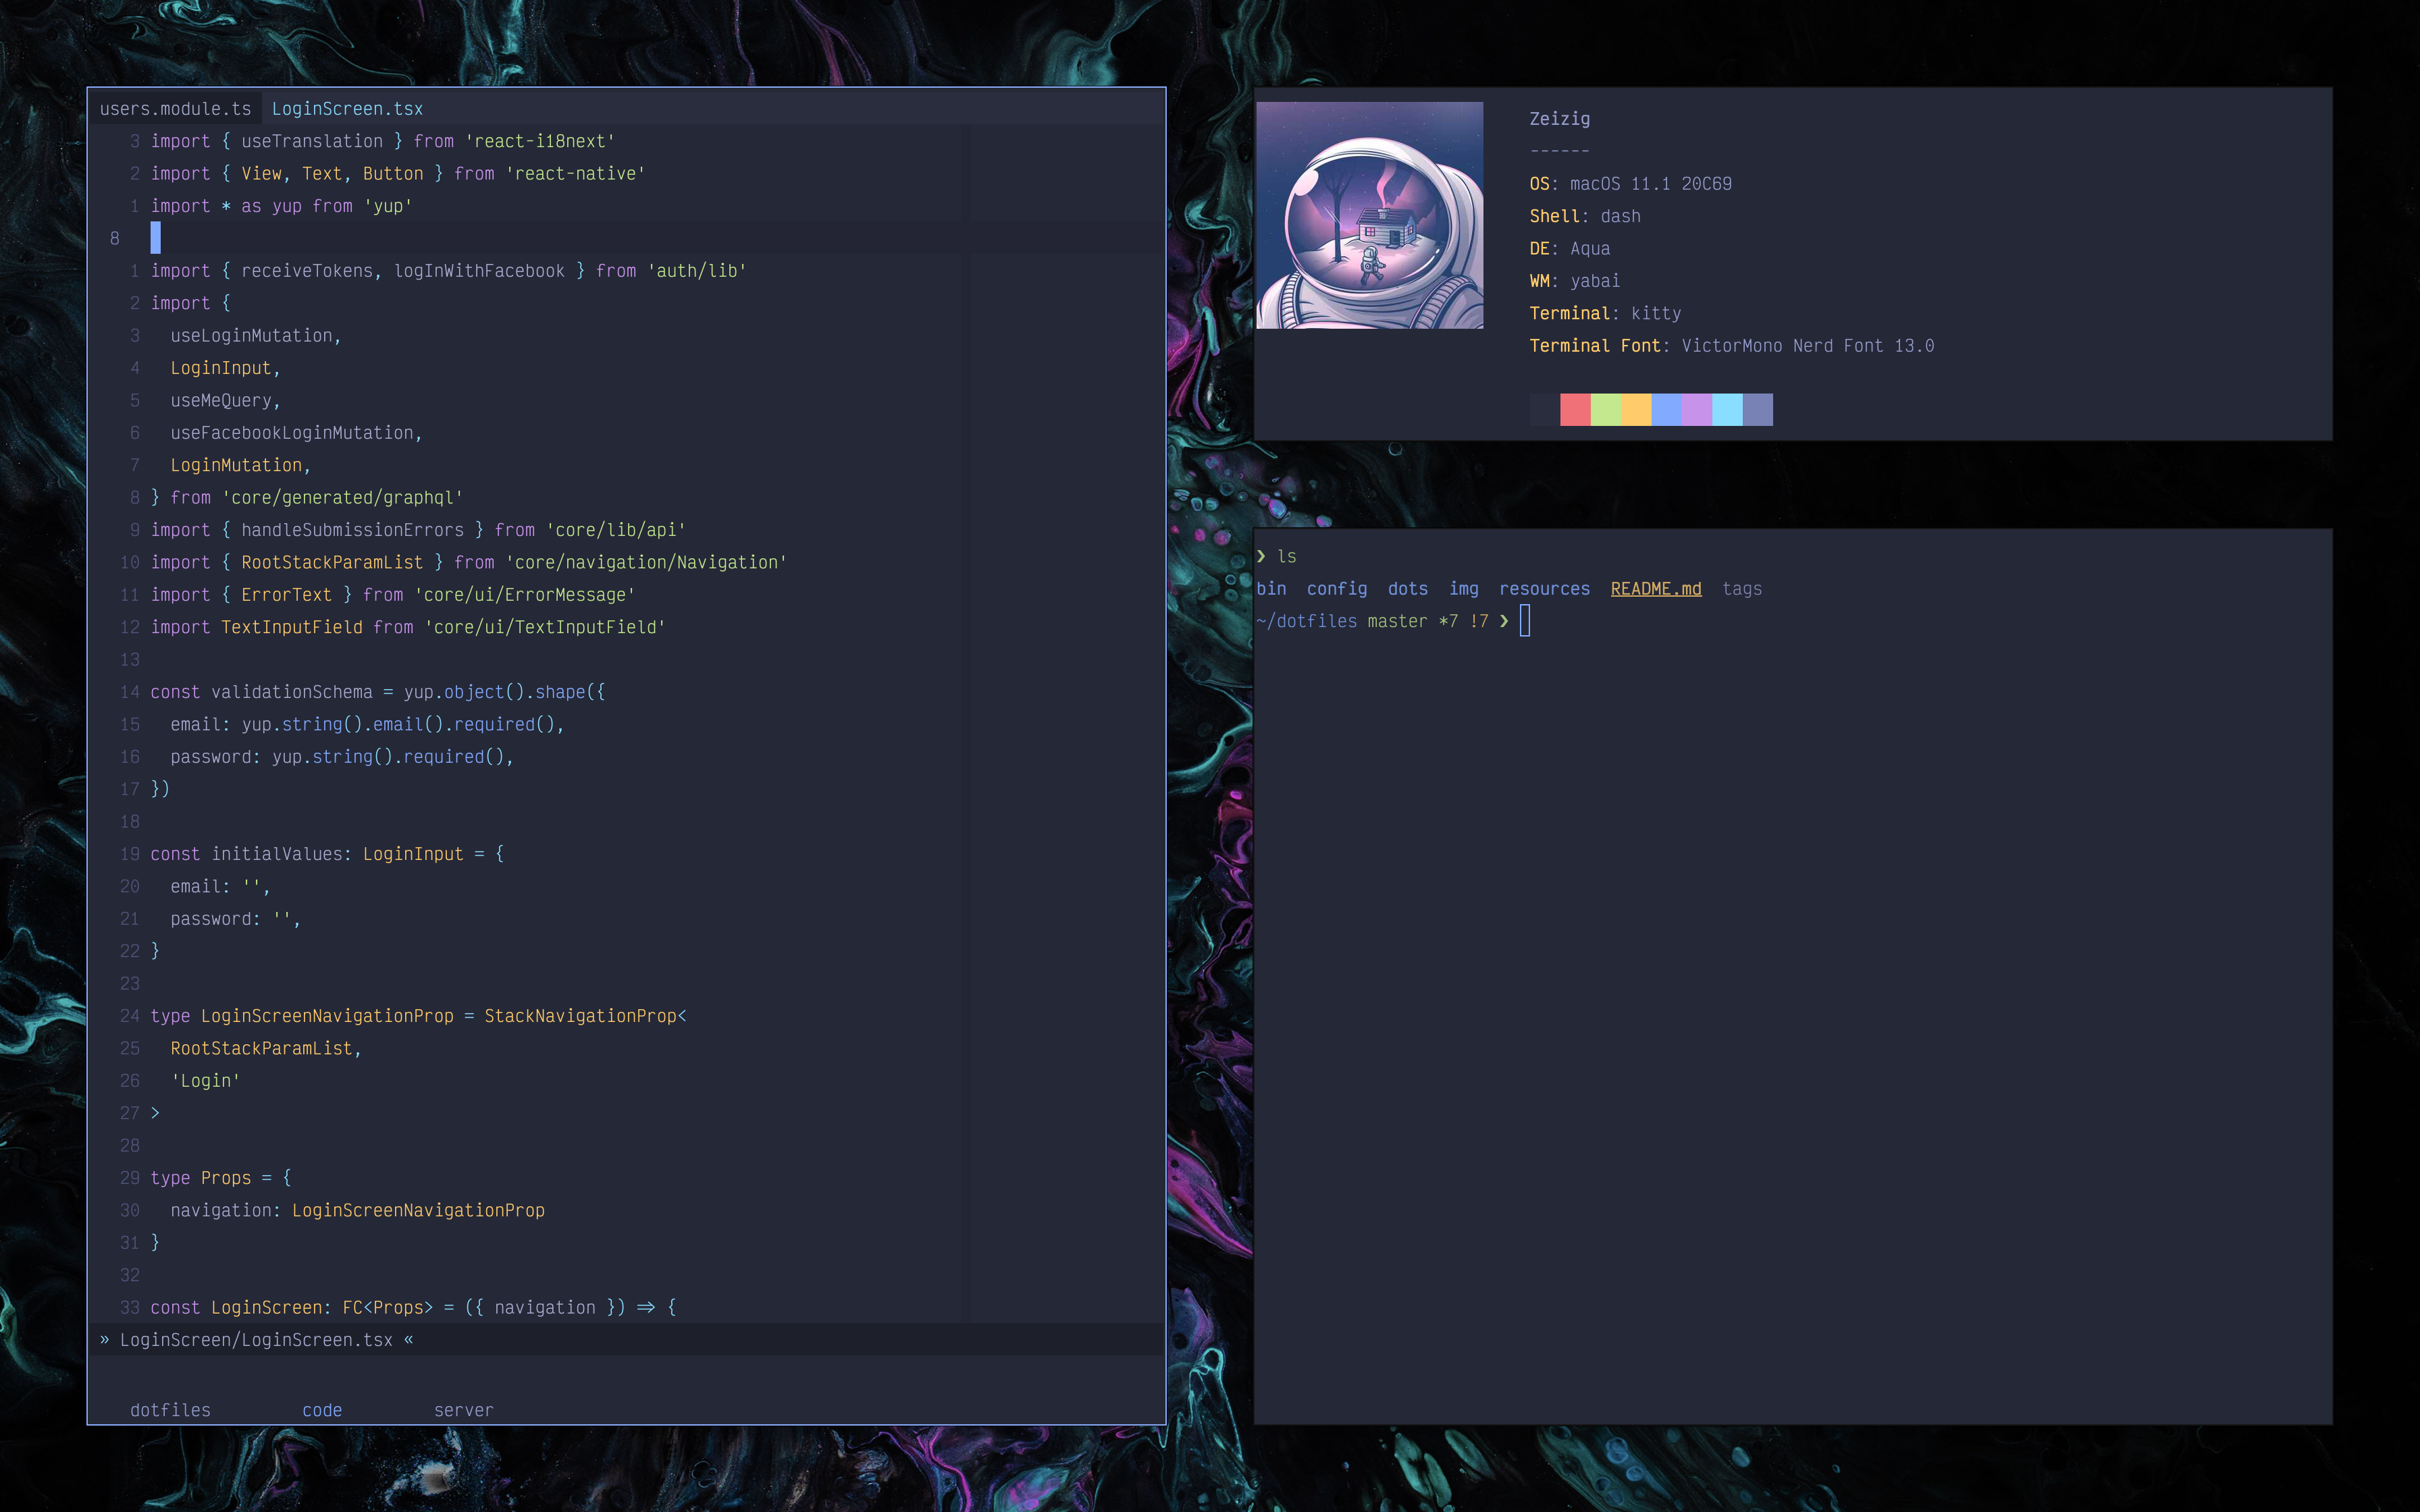 users.module.ts LoginScreen.tsx
3 import { useTranslation } from 'react-i18next'
2 import { View, Text, Button } from 'react-native'
1 import * as yup from 'yup'
8
1 import { receiveTokens, logInWithFacebook } from 'auth/lib'
2 import {
3 useLoginMutation,
4 LoginInput,
5 useMeQuery,
6 useFacebookLoginMutation,
7 LoginMutation,
8 } from 'core/generated/graphql'
9 import { handleSubmissionErrors } from 'core/lib/api'
10 import { RootStackParamList } from 'core/navigation/Navigation'
11 import { ErrorText } from 'core/ui/ErrorMessage'
12 import TextInputField from 'core/ui/TextInputField'
13
14 const validationSchema = yup.object().shape({
15 email: yup.string().email().required(),
16 password: yup.string().required(),
17 })
18
19 const initialValues: LoginInput = {
20 email: '',
21 password: '',
22 }
23
24 type LoginScreenNavigationProp = StackNavigationProp<
25 RootStackParamList,
26 'Login'
27 >
28
29 type Props = {
30 navigation: LoginScreenNavigationProp
31 }
32
33 const LoginScreen: FC<Props> = ({ navigation }) ⇒ {
» LoginScreen/LoginScreen.tsx «
dotfiles code server
Zeizig
------
OS: macOS 11.1 20C69
Shell: dash
DE: Aqua
WM: yabai
Terminal: kitty
Terminal Font: VictorMono Nerd Font 13.0
❯ ls
bin config dots img resources README.md tags
~/dotfiles master *7 !7 ❯